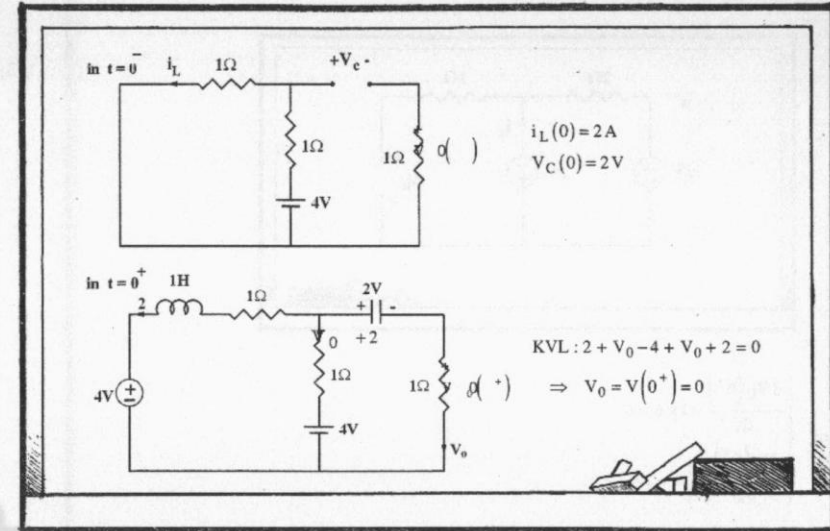 in t = 0⁻ i_L 1Ω +V_c -
1Ω
4V
1Ω 0( )
i_L(0) = 2A
V_C(0) = 2V
in t = 0⁺ 1H
2 1Ω
2V
+ -
+2
0
1Ω
4V
4V
1Ω ( ⁺)
V_o
KVL : 2 + V_0 − 4 + V_0 + 2 = 0
⇒ V_0 = V(0⁺) = 0